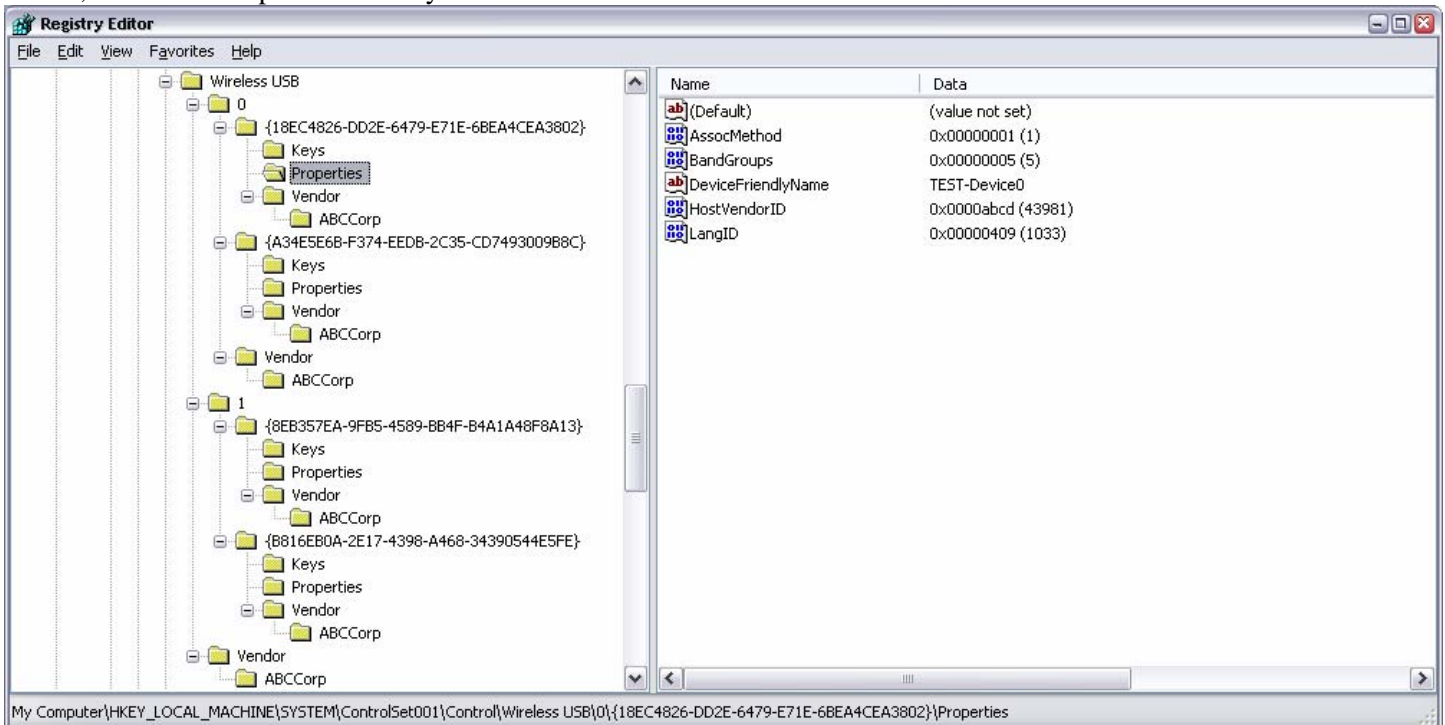 Registry Editor
File Edit View Favorites Help
Wireless USB
0
{18EC4826-DD2E-6479-E71E-6BEA4CEA3802}
Keys
Properties
Vendor
ABCCorp
{A34E5E6B-F374-EEDB-2C35-CD7493009B8C}
Keys
Properties
Vendor
ABCCorp
Vendor
ABCCorp
1
{8EB357EA-9FB5-4589-BB4F-B4A1A48F8A13}
Keys
Properties
Vendor
ABCCorp
{B816EB0A-2E17-4398-A468-34390544E5FE}
Keys
Properties
Vendor
ABCCorp
Vendor
ABCCorp
Name Data
(Default) (value not set)
AssocMethod 0x00000001 (1)
BandGroups 0x00000005 (5)
DeviceFriendlyName TEST-Device0
HostVendorID 0x0000abcd (43981)
LangID 0x00000409 (1033)
My Computer\HKEY_LOCAL_MACHINE\SYSTEM\ControlSet001\Control\Wireless USB\0\{18EC4826-DD2E-6479-E71E-6BEA4CEA3802}\Properties